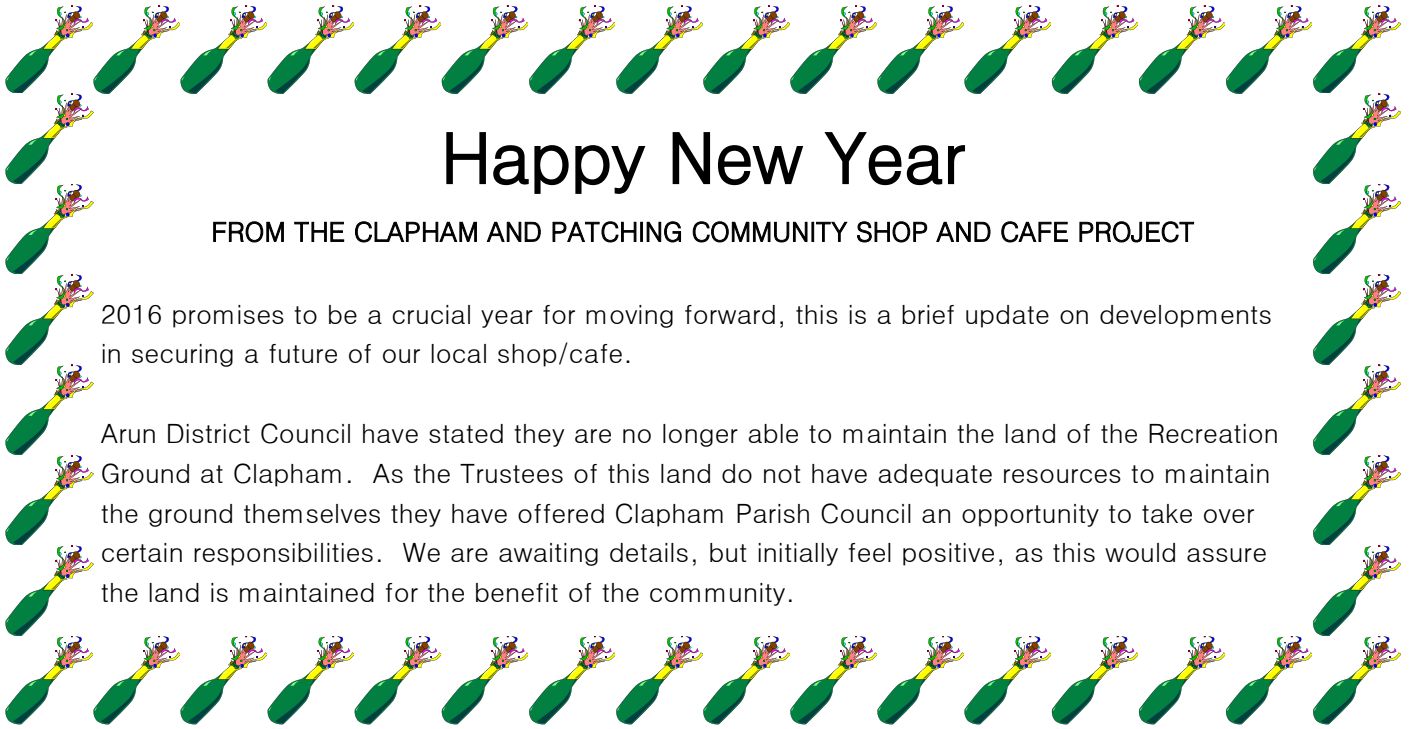 Happy New Year
FROM THE CLAPHAM AND PATCHING COMMUNITY SHOP AND CAFE PROJECT
2016 promises to be a crucial year for moving forward, this is a brief update on developments
in securing a future of our local shop/cafe.
Arun District Council have stated they are no longer able to maintain the land of the Recreation
Ground at Clapham.  As the Trustees of this land do not have adequate resources to maintain
the ground themselves they have offered Clapham Parish Council an opportunity to take over
certain responsibilities.  We are awaiting details, but initially feel positive, as this would assure
the land is maintained for the benefit of the community.